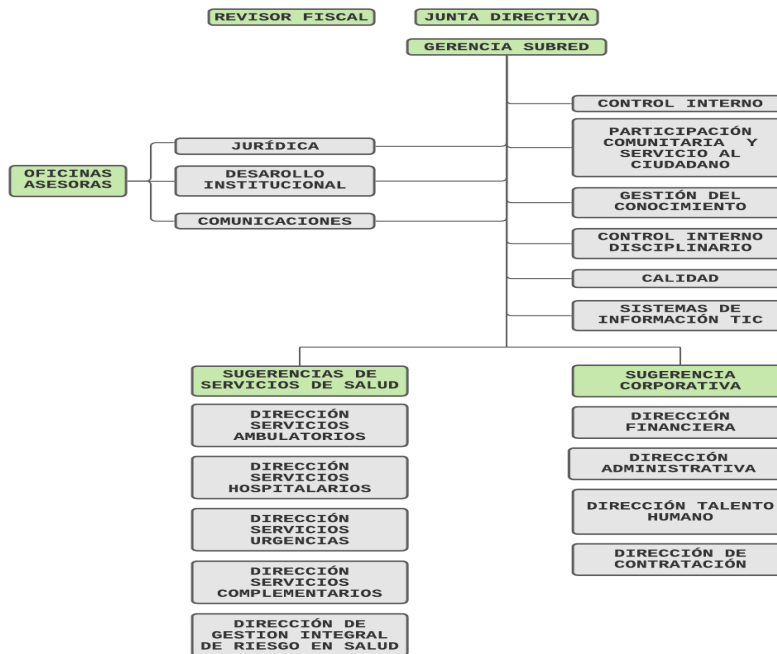 REVISOR FISCAL
JUNTA DIRECTIVA
GERENCIA SUBRED
CONTROL INTERNO
PARTICIPACIÓN
COMUNITARIA Y
SERVICIO AL
CIUDADANO
GESTIÓN DEL
CONOCIMIENTO
CONTROL INTERNO
DISCIPLINARIO
CALIDAD
SISTEMAS DE
INFORMACIÓN TIC
OFICINAS
ASESORAS
JURÍDICA
DESAROLLO
INSTITUCIONAL
COMUNICACIONES
SUGERENCIAS DE
SERVICIOS DE SALUD
DIRECCIÓN
SERVICIOS
AMBULATORIOS
DIRECCIÓN
SERVICIOS
HOSPITALARIOS
DIRECCIÓN
SERVICIOS
URGENCIAS
DIRECCIÓN
SERVICIOS
COMPLEMENTARIOS
DIRECCIÓN DE
GESTION INTEGRAL
DE RIESGO EN SALUD
SUGERENCIA
CORPORATIVA
DIRECCIÓN
FINANCIERA
DIRECCIÓN
ADMINISTRATIVA
DIRECCIÓN TALENTO
HUMANO
DIRECCIÓN DE
CONTRATACIÓN